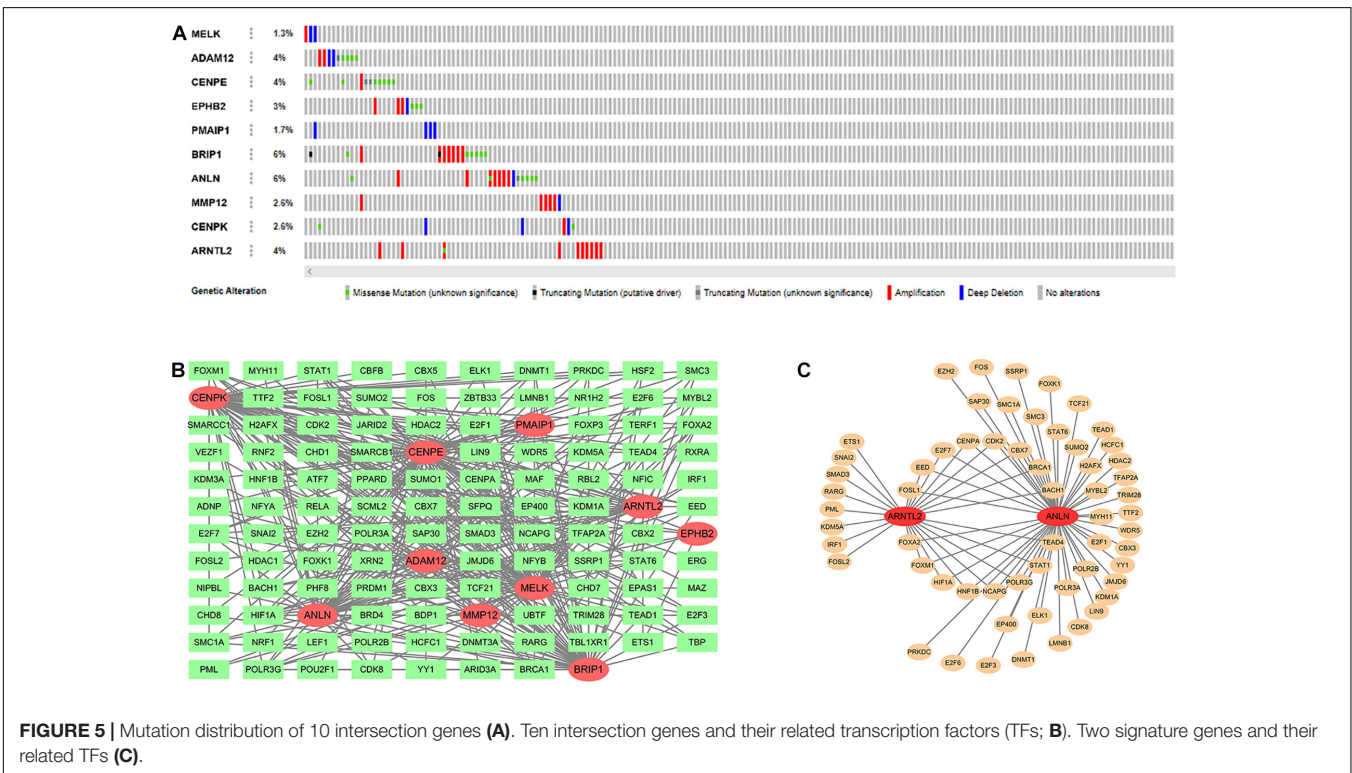 A
MELK 1.3%
ADAM12 4%
CENPE 4%
EPHB2 3%
PMAIP1 1.7%
BRIP1 6%
ANLN 6%
MMP12 2.6%
CENPK 2.6%
ARNTL2 4%
Genetic Alteration Missense Mutation (unknown significance) Truncating Mutation (putative driver) Truncating Mutation (unknown significance) Amplification Deep Deletion No alterations
B
FOXM1 MYH11 STAT1 CBFB CBX5 ELK1 DNMT1 PRKDC HSF2 SMC3
CENPK TTF2 FOSL1 SUMO2 FOS ZBTB33 LMNB1 NR1H2 E2F6 MYBL2
SMARCC1 H2AFX CDK2 JARID2 HDAC2 E2F1 PMAIP1 FOXP3 TERF1 FOXA2
VEZF1 RNF2 CHD1 SMARCB1 CENPE LIN9 WDR5 KDM5A TEAD4 RXRA
KDM3A HNF1B ATF7 PPARD SUMO1 CENPA MAF RBL2 NFIC IRF1
ADNP NFYA RELA SCML2 CBX7 SFPQ EP400 KDM1A ARNTL2 EED
E2F7 SNAI2 EZH2 POLR3A SAP30 SMAD3 NCAPG TFAP2A CBX2 EPHB2
FOSL2 HDAC1 FOXK1 XRN2 ADAM12 JMJD6 NFYB SSRP1 STAT6 ERG
NIPBL BACH1 PHF8 PRDM1 CBX3 TCF21 MELK CHD7 EPAS1 MAZ
CHD8 HIF1A ANLN BRD4 BDP1 MMP12 UBTF TRIM28 TEAD1 E2F3
SMC1A NRF1 LEF1 POLR2B HCFC1 DNMT3A RARG TBL1XR1 ETS1 TBP
PML POLR3G POU2F1 CDK8 YY1 ARID3A BRCA1 BRIP1
C
EZH2 FOS SSRP1
FOXK1
SAP30 SMC1A TCF21
SMC3
STAT6 TEAD1
ETS1 E2F7 CENPA CDK2 CBX7 SUMO2 HCFC1
SNAI2 EED BRCA1 H2AFX HDAC2
SMAD3 TFAP2A
RARG FOSL1 BACH1 MYBL2 TRIM28
PML ARNTL2 ANLN MYH11 TTF2
KDM5A WDR5
IRF1 FOXA2 TEAD4 E2F1 CBX3
FOSL2 FOXM1 STAT1 POLR2B YY1
HIF1A HNF1B NCAPG POLR3G POLR3A JMJD6
KDM1A
ELK1 LIN9
EP400 CDK8
PRKDC LMNB1
E2F6 E2F3 DNMT1
FIGURE 5 | Mutation distribution of 10 intersection genes (A). Ten intersection genes and their related transcription factors (TFs; B). Two signature genes and their
related TFs (C).